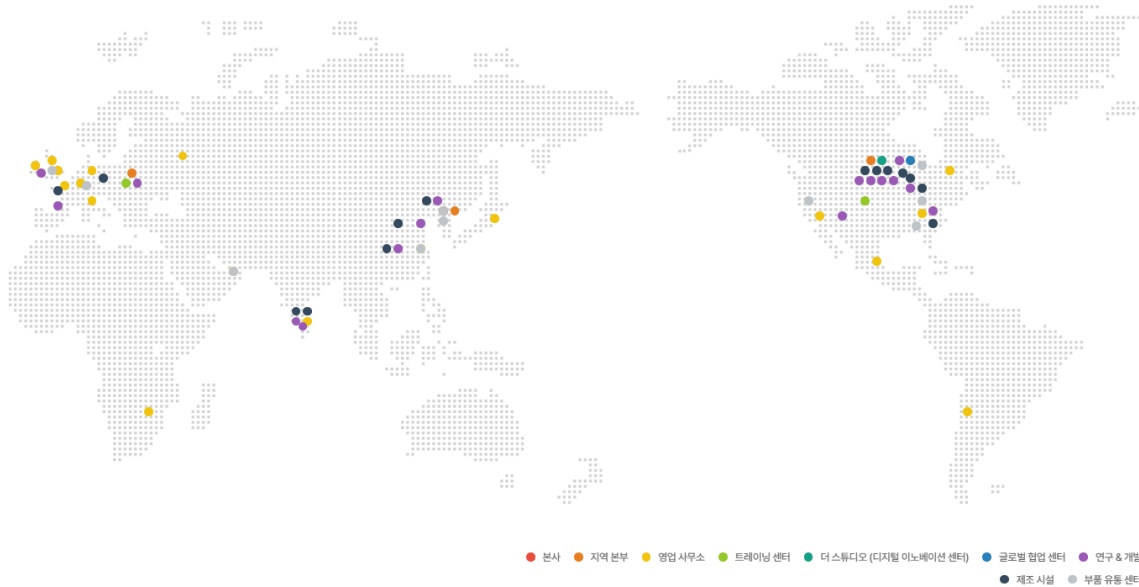 본사 지역 본부 영업 사무소 트레이닝 센터 더 스튜디오 (디지털 이노베이션 센터) 글로벌 협업 센터 연구 & 개발
제조 시설 부품 유통 센터